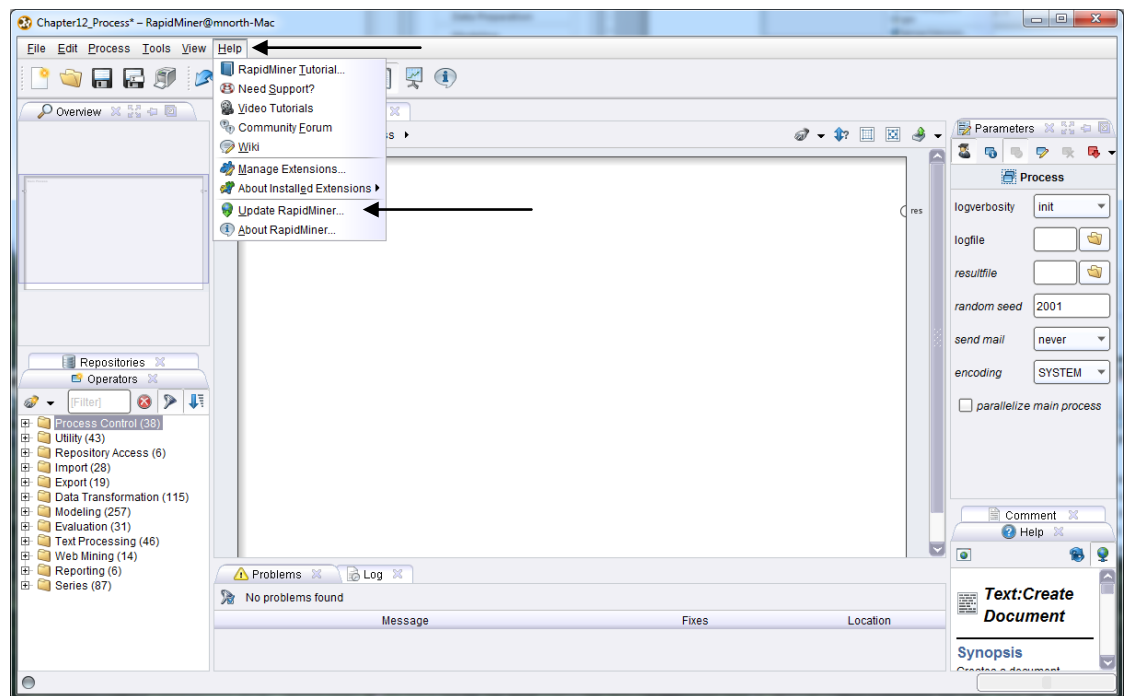 Chapter12_Process* – RapidMiner@mnorth-Mac
File Edit Process Tools View Help
RapidMiner Tutorial...
Need Support?
Video Tutorials
Community Forum
Wiki
Manage Extensions...
About Installed Extensions
Update RapidMiner...
About RapidMiner...
Overview
ss
res
Repositories
Operators
[Filter]
Process Control (38)
Utility (43)
Repository Access (6)
Import (28)
Export (19)
Data Transformation (115)
Modeling (257)
Evaluation (31)
Text Processing (46)
Web Mining (14)
Reporting (6)
Series (87)
Problems
Log
No problems found
Message Fixes Location
Parameters
Process
logverbosity init
logfile
resultfile
random seed 2001
send mail never
encoding SYSTEM
parallelize main process
Comment
Help
Text:Create
Document
Synopsis